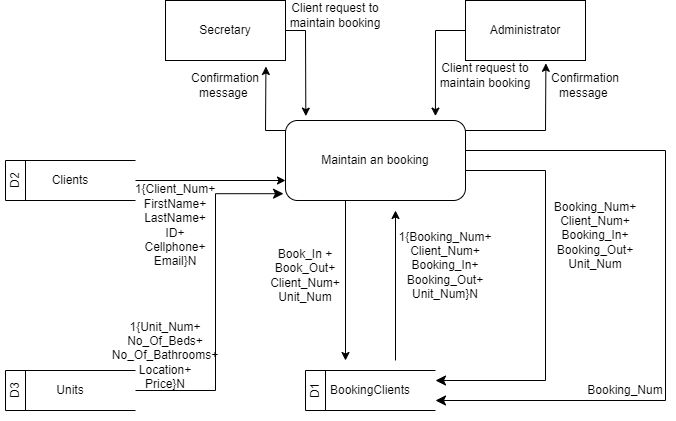 Client request to
maintain booking
Secretary
Administrator
Client request to
maintain booking
Confirmation
message
Confirmation
message
Maintain an booking
D2
Clients
1{Client_Num+
FirstName+
LastName+
ID+
Cellphone+
Email}N
Booking_Num+
Client_Num+
Booking_In+
Booking_Out+
Unit_Num
1{Booking_Num+
Client_Num+
Booking_In+
Booking_Out+
Unit_Num}N
Book_In +
Book_Out+
Client_Num+
Unit_Num
1{Unit_Num+
No_Of_Beds+
No_Of_Bathrooms+
Location+
Price}N
D3
Units
D1
BookingClients
Booking_Num